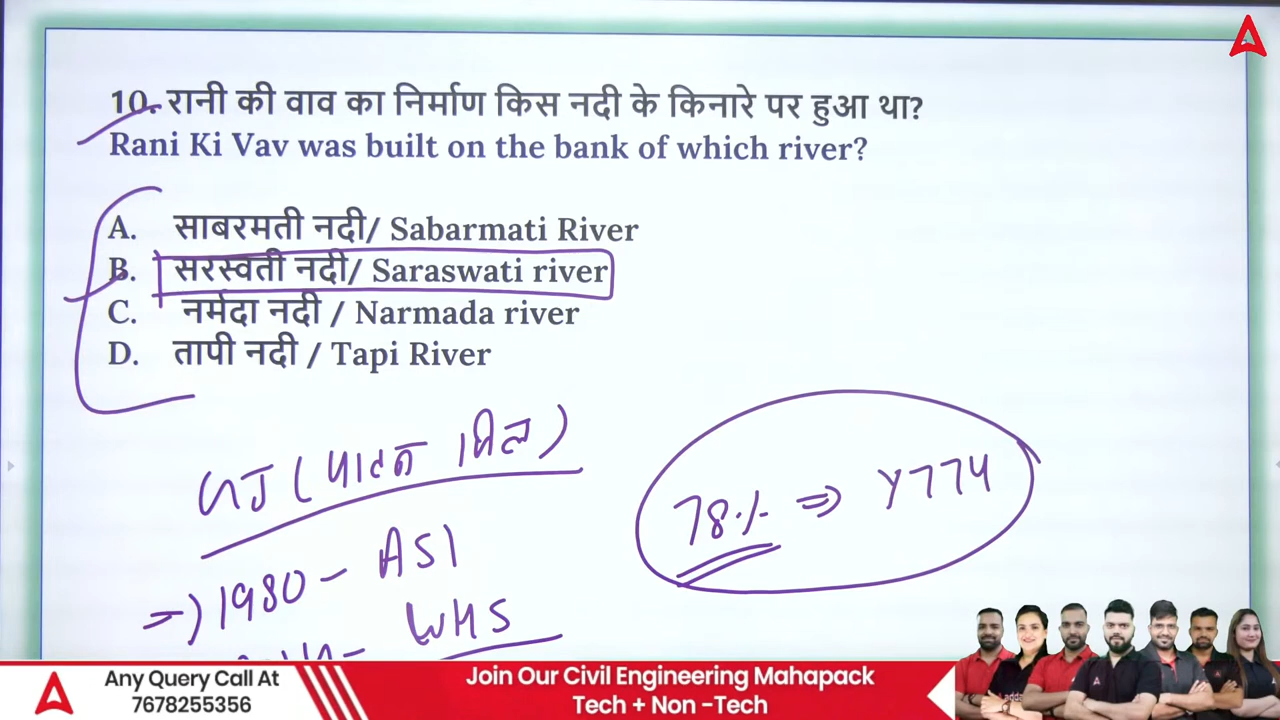 10. रानी की वाव का निर्माण किस नदी के किनारे पर हुआ था?
Rani Ki Vav was built on the bank of which river?
A. साबरमती नदी/ Sabarmati River
B. सरस्वती नदी/ Saraswati river
C. नर्मदा नदी / Narmada river
D. तापी नदी / Tapi River
GJ ( पाटन
78% ⇒ Y774
⇒) 1980 - ASI
WHS
Any Query Call At
7678255356
Join Our Civil Engineering Mahapack
Tech + Non -Tech